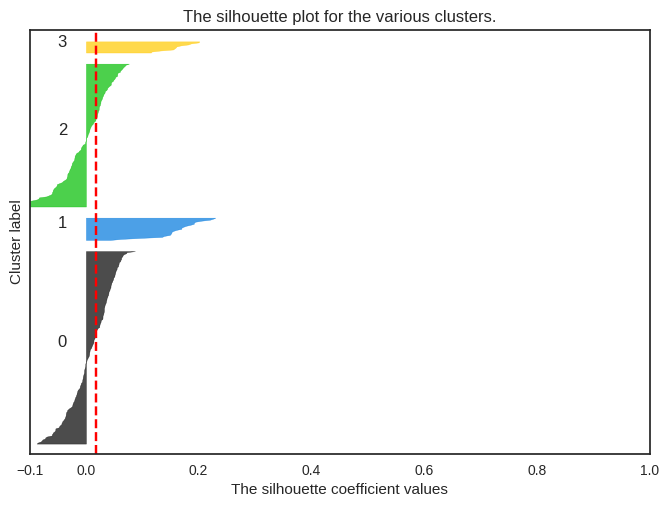 The silhouette plot for the various clusters.
3
2
1
0
Cluster label
−0.1 0.0 0.2 0.4 0.6 0.8 1.0
The silhouette coefficient values